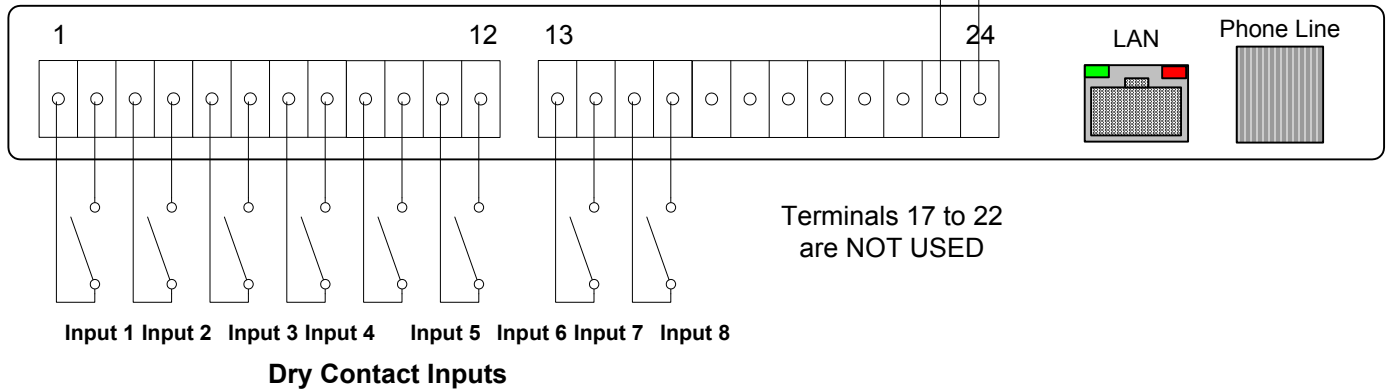 1 12 13 24 LAN Phone Line
Terminals 17 to 22
are NOT USED
Input 1 Input 2 Input 3 Input 4 Input 5 Input 6 Input 7 Input 8
Dry Contact Inputs